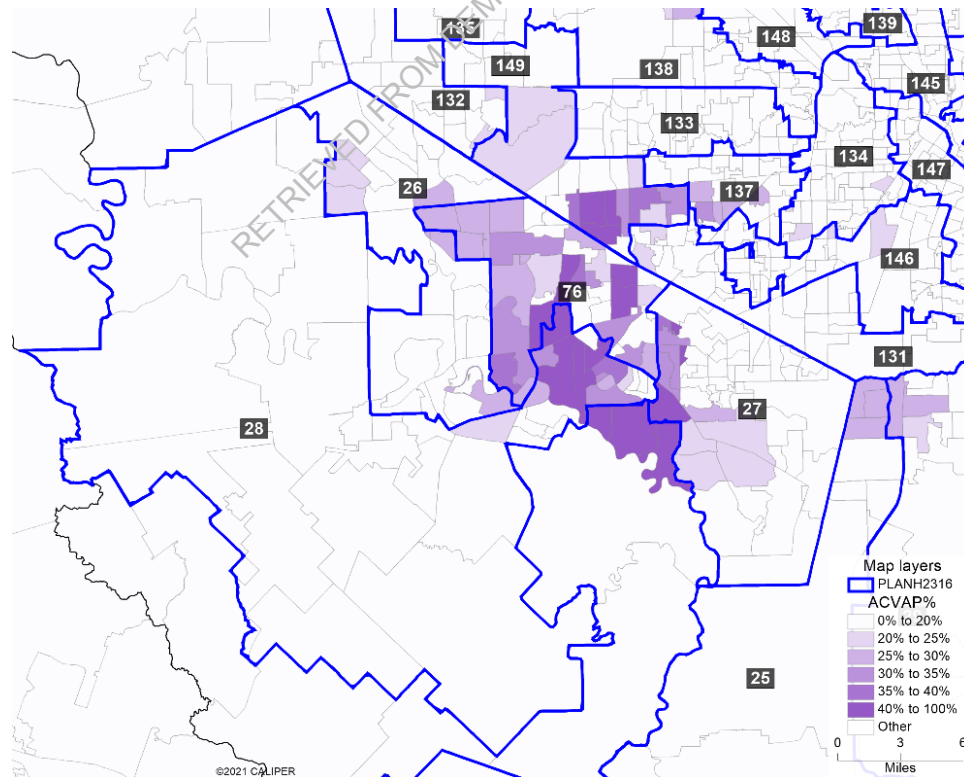 135
139
148
149
138
145
132
133
134
147
137
26
146
76
131
27
28
25
RETRIEVED FROM DEM
Map layers
PLANH2316
ACVAP%
0% to 20%
20% to 25%
25% to 30%
30% to 35%
35% to 40%
40% to 100%
Other
0 3 6
Miles
©2021 CALIPER